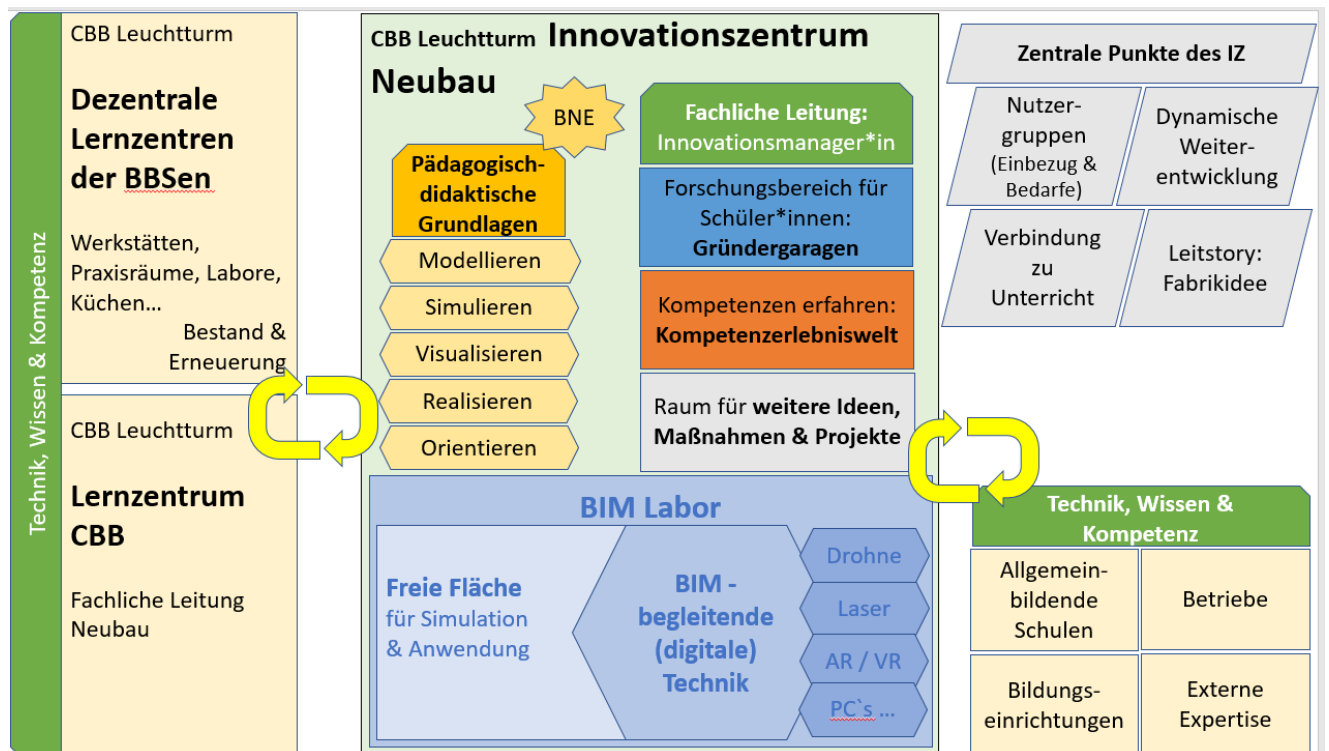 Technik, Wissen & Kompetenz
CBB Leuchtturm
Dezentrale
Lernzentren
der BBSen
Werkstätten,
Praxisräume, Labore,
Küchen…
Bestand &
Erneuerung
CBB Leuchtturm
Lernzentrum
CBB
Fachliche Leitung
Neubau
CBB Leuchtturm Innovationszentrum
Neubau
BNE
Pädagogisch-
didaktische
Grundlagen
Modellieren
Simulieren
Visualisieren
Realisieren
Orientieren
Fachliche Leitung:
Innovationsmanager*in
Forschungsbereich für
Schüler*innen:
Gründergaragen
Kompetenzen erfahren:
Kompetenzerlebniswelt
Raum für weitere Ideen,
Maßnahmen & Projekte
BIM Labor
Freie Fläche
für Simulation
& Anwendung
BIM -
begleitende
(digitale)
Technik
Drohne
Laser
AR / VR
PC`s …
Zentrale Punkte des IZ
Nutzer-
gruppen
(Einbezug &
Bedarfe)
Dynamische
Weiter-
entwicklung
Verbindung
zu
Unterricht
Leitstory:
Fabrikidee
Technik, Wissen &
Kompetenz
Allgemein-
bildende
Schulen
Betriebe
Bildungs-
einrichtungen
Externe
Expertise